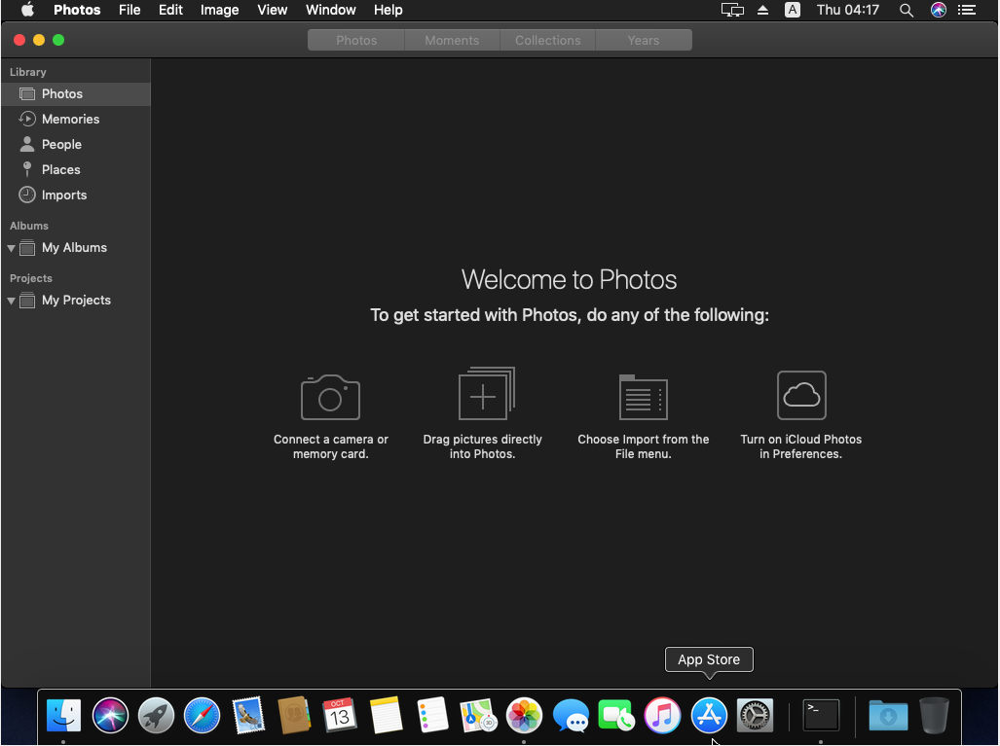 Photos File Edit Image View Window Help A Thu 04:17
Photos Moments Collections Years
Library
Photos
Memories
People
Places
Imports
Albums
My Albums
Projects
My Projects
Welcome to Photos
To get started with Photos, do any of the following:
Connect a camera or
memory card.
Drag pictures directly
into Photos.
Choose Import from the
File menu.
Turn on iCloud Photos
in Preferences.
App Store
OCT
13
>_